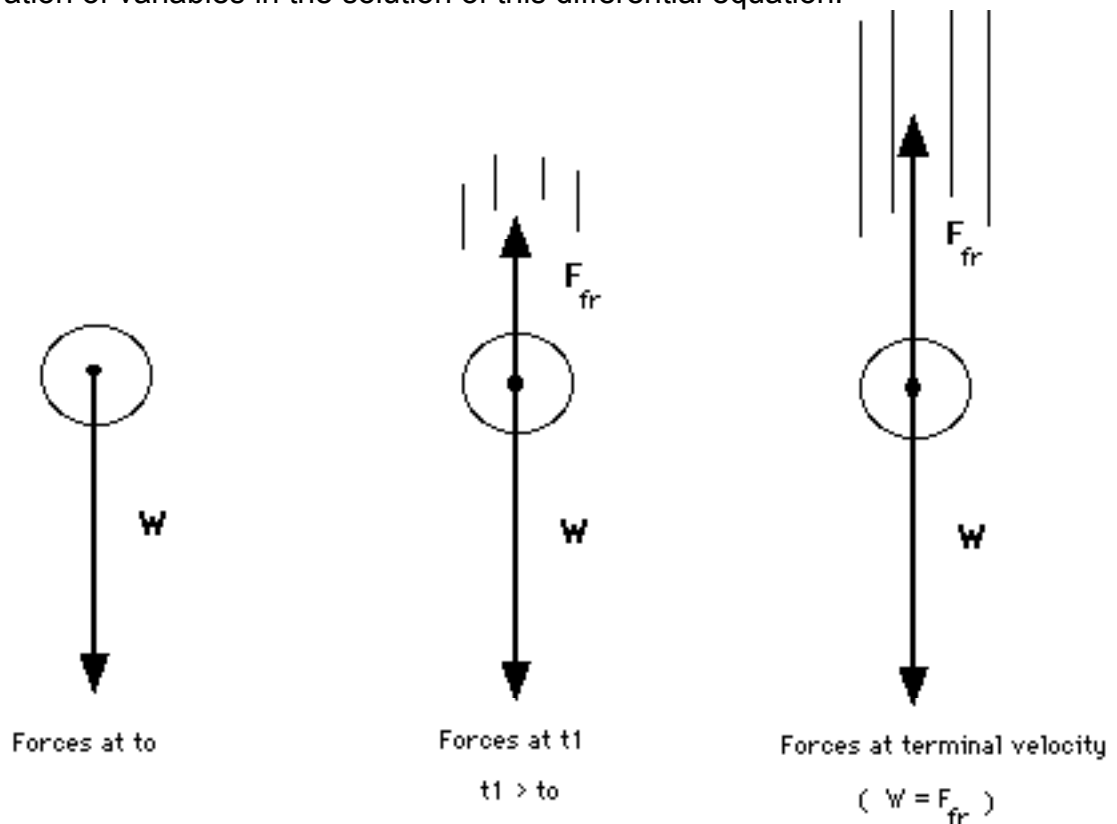 ation of variables in the solution of this differential equation.
F
fr
F
fr
W
W
W
Forces at to
Forces at t1
t1 > to
Forces at terminal velocity
( W = F
fr )